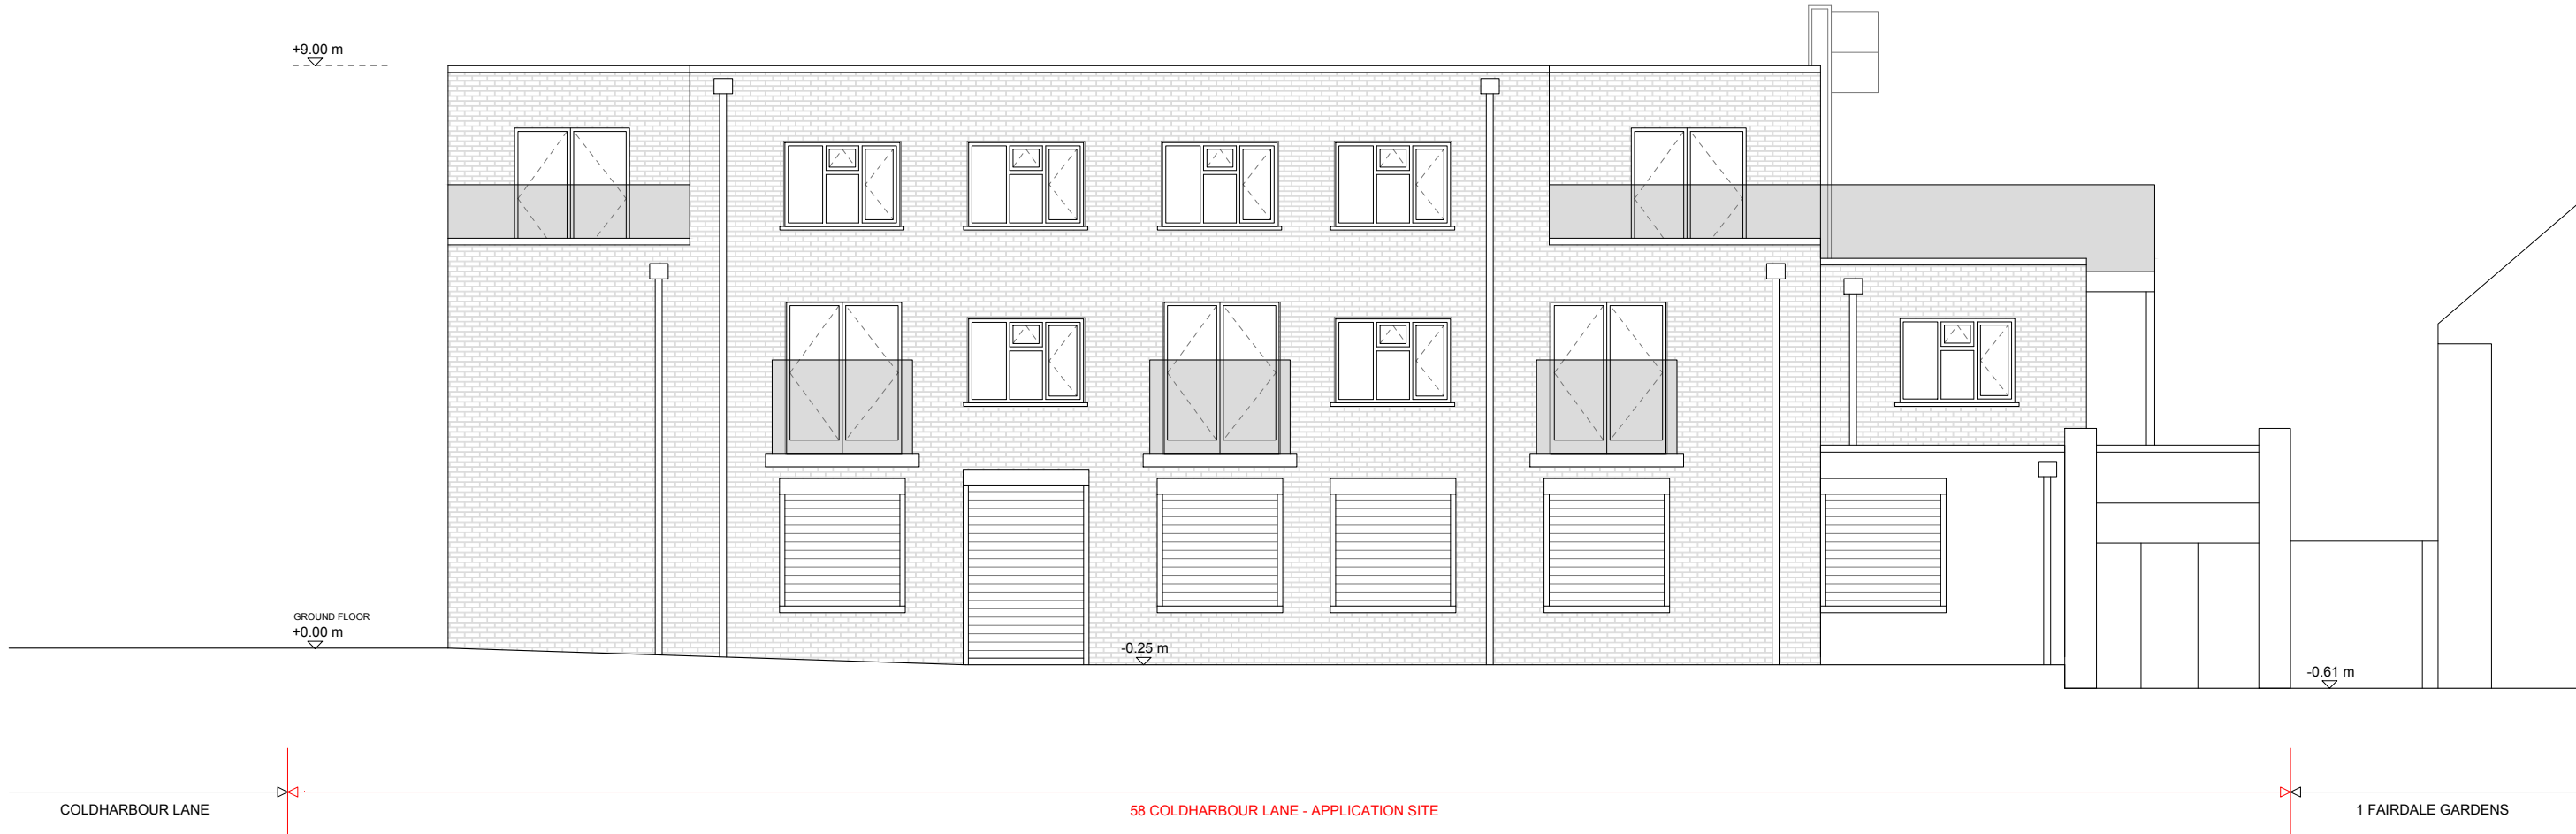 +9.00 m
GROUND FLOOR
+0.00 m
-0.25 m
-0.61 m
COLDHARBOUR LANE
58 COLDHARBOUR LANE - APPLICATION SITE
1 FAIRDALE GARDENS